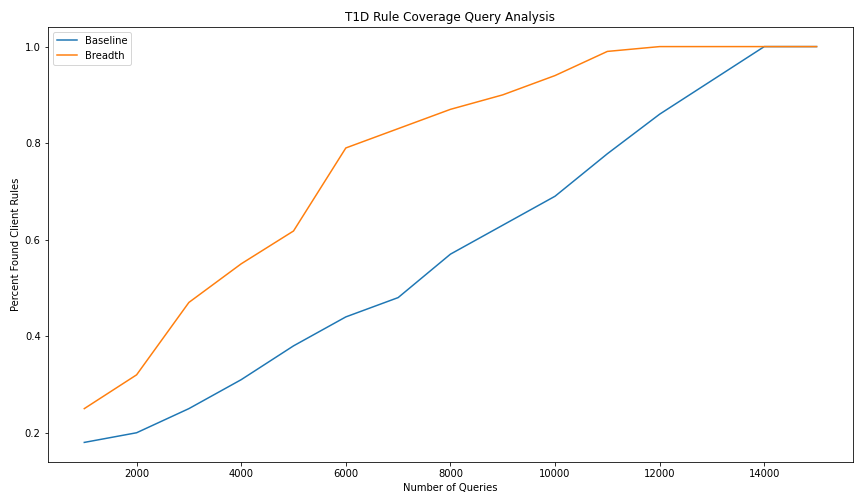 T1D Rule Coverage Query Analysis
Baseline
Breadth
Percent Found Client Rules
1.0
0.8
0.6
0.4
0.2
2000
4000
6000
8000
10000
12000
14000
Number of Queries